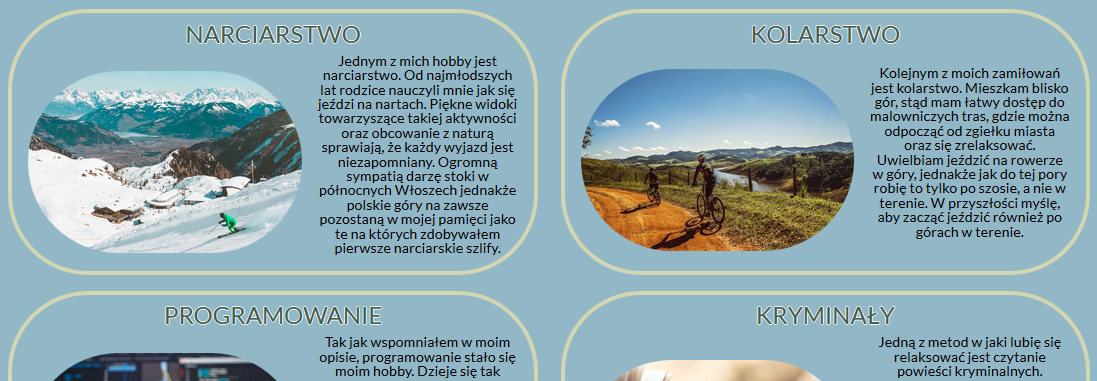 NARCIARSTWO
Jednym z mich hobby jest
narciarstwo. Od najmłodszych
lat rodzice nauczyli mnie jak się
jeździ na nartach. Piękne widoki
towarzyszące takiej aktywności
oraz obcowanie z naturą
sprawiają, że każdy wyjazd jest
niezapomniany. Ogromną
sympatią darzę stoki w
północnych Włoszech jednakże
polskie góry na zawsze
pozostaną w mojej pamięci jako
te na których zdobywałem
pierwsze narciarskie szlify.
KOLARSTWO
Kolejnym z moich zamiłowań
jest kolarstwo. Mieszkam blisko
gór, stąd mam łatwy dostęp do
malowniczych tras, gdzie można
odpocząć od zgiełku miasta
oraz się zrelaksować.
Uwielbiam jeździć na rowerze
w góry, jednakże jak do tej pory
robię to tylko po szosie, a nie w
terenie. W przyszłości myślę,
aby zacząć jeździć również po
górach w terenie.
PROGRAMOWANIE
Tak jak wspomniałem w moim
opisie, programowanie stało się
moim hobby. Dzieje się tak
KRYMINAŁY
Jedną z metod w jaki lubię się
relaksować jest czytanie
powieści kryminalnych.